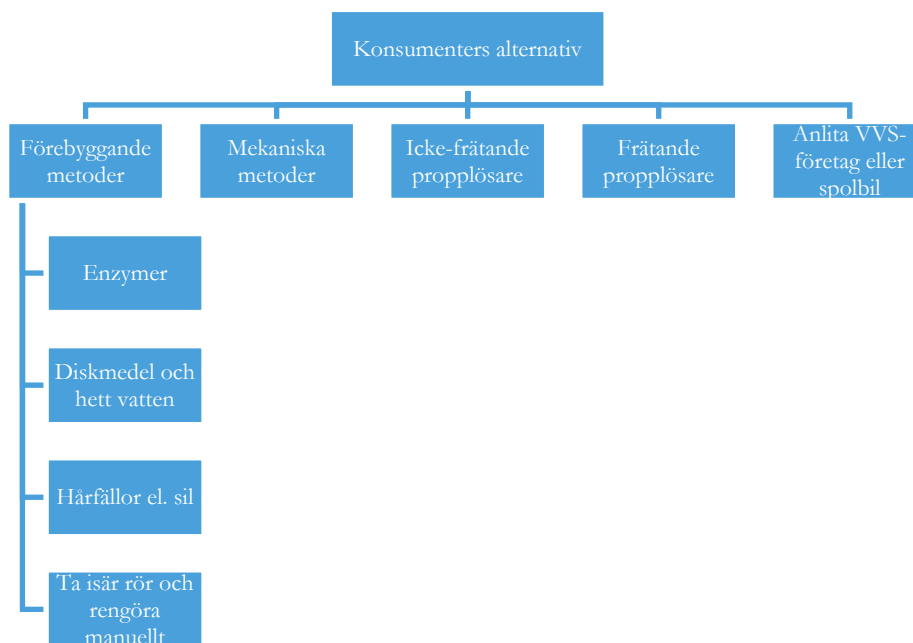 Konsumenters alternativ
Förebyggande
metoder
Mekaniska
metoder
Icke-frätande
propplösare
Frätande
propplösare
Anlita VVS-
företag eller
spolbil
Enzymer
Diskmedel och
hett vatten
Hårfällor el. sil
Ta isär rör och
rengöra
manuellt